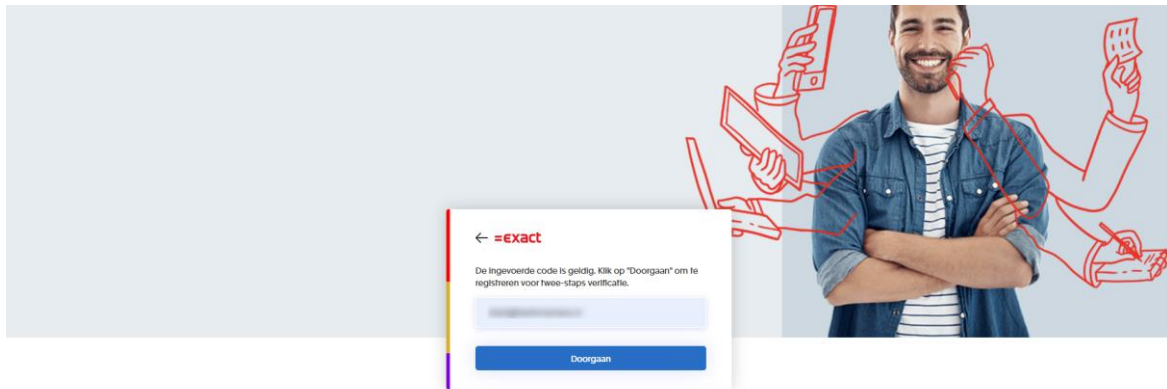 =exact
De ingevoerde code is geldig. Klik op "Doorgaan" om te
registreren voor twee-staps verificatie.
Doorgaan